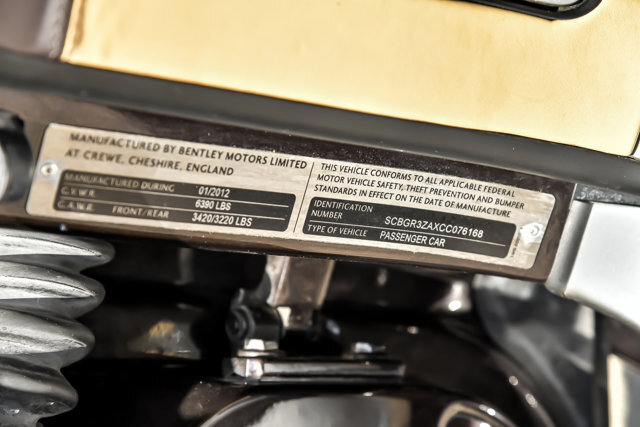 MANUFACTURED BY BENTLEY MOTORS LIMITED
AT CREWE, CHESHIRE, ENGLAND
MANUFACTURED DURING 01/2012
G.V.W.R. 6390 LBS
G.A.W.R. FRONT/REAR 3420/3220 LBS
THIS VEHICLE CONFORMS TO ALL APPLICABLE FEDERAL
MOTOR VEHICLE SAFETY, THEFT PREVENTION AND BUMPER
STANDARDS IN EFFECT ON THE DATE OF MANUFACTURE
IDENTIFICATION
NUMBER SCBGR3ZAXCC076168
TYPE OF VEHICLE PASSENGER CAR